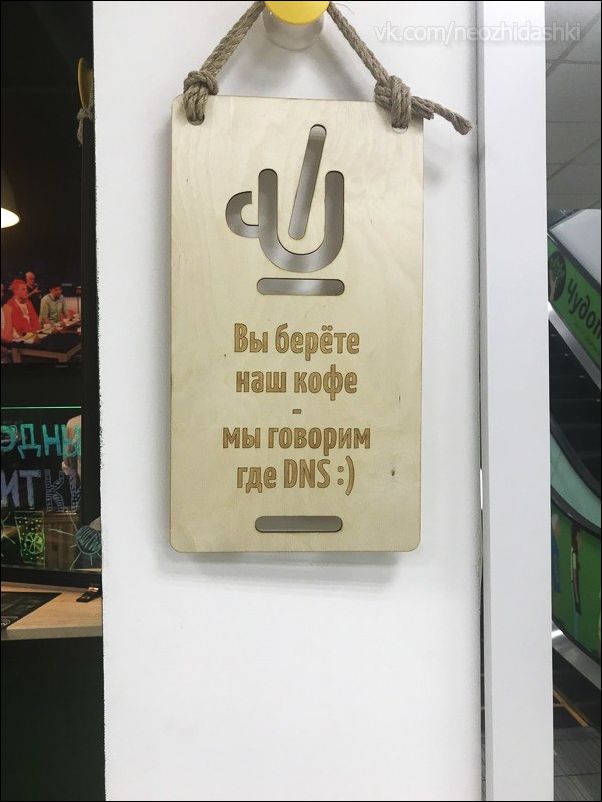 vk.com/neozhidashki
Вы берёте
наш кофе
-
мы говорим
где DNS :)